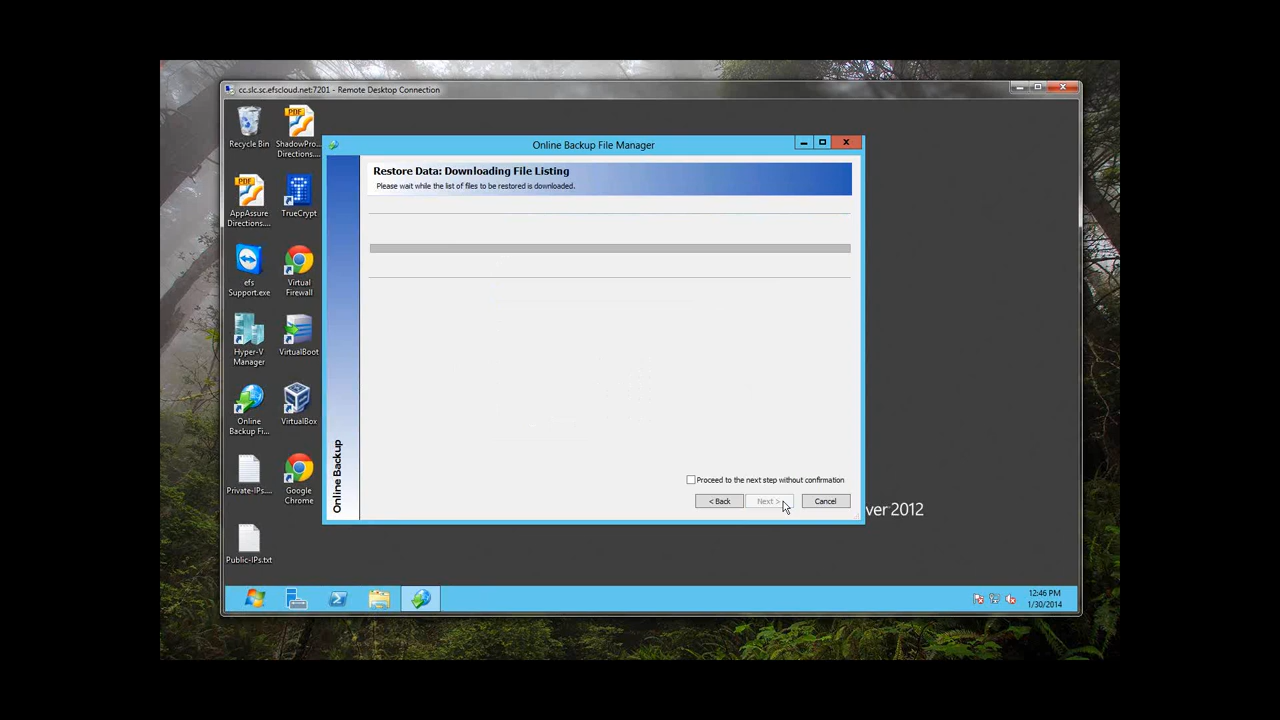 cc.slc.sc.efscloud.net:7201 - Remote Desktop Connection
Recycle Bin
ShadowPro...
Directions....
AppAssure
Directions....
TrueCrypt
efs
Support.exe
Virtual
Firewall
Hyper-V
Manager
VirtualBoot
Online
Backup Fi...
VirtualBox
Private-IPs....
Google
Chrome
Public-IPs.txt
Online Backup File Manager
Restore Data: Downloading File Listing
Please wait while the list of files to be restored is downloaded.
Online Backup
Proceed to the next step without confirmation
< Back
Next >
Cancel
ver 2012
12:46 PM
1/30/2014